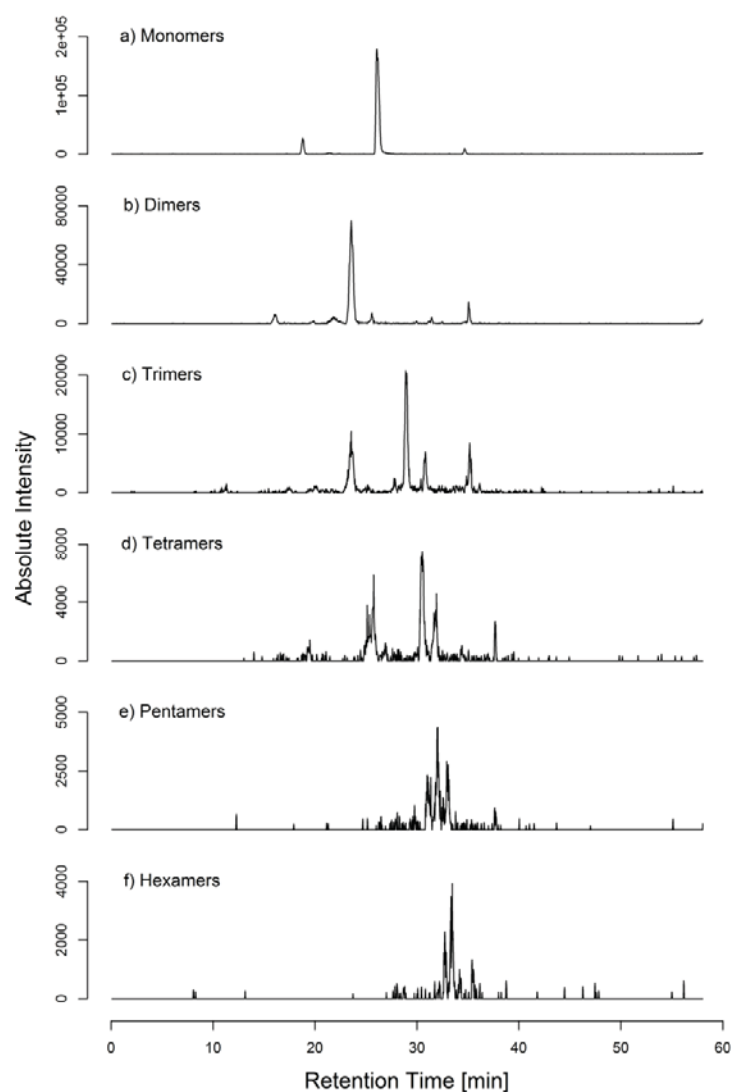 a) Monomers
2e+05
1e+05
0
b) Dimers
80000
40000
0
c) Trimers
20000
10000
0
d) Tetramers
8000
4000
0
e) Pentamers
5000
2500
0
f) Hexamers
4000
2000
0
Absolute Intensity
0 10 20 30 40 50 60
Retention Time [min]